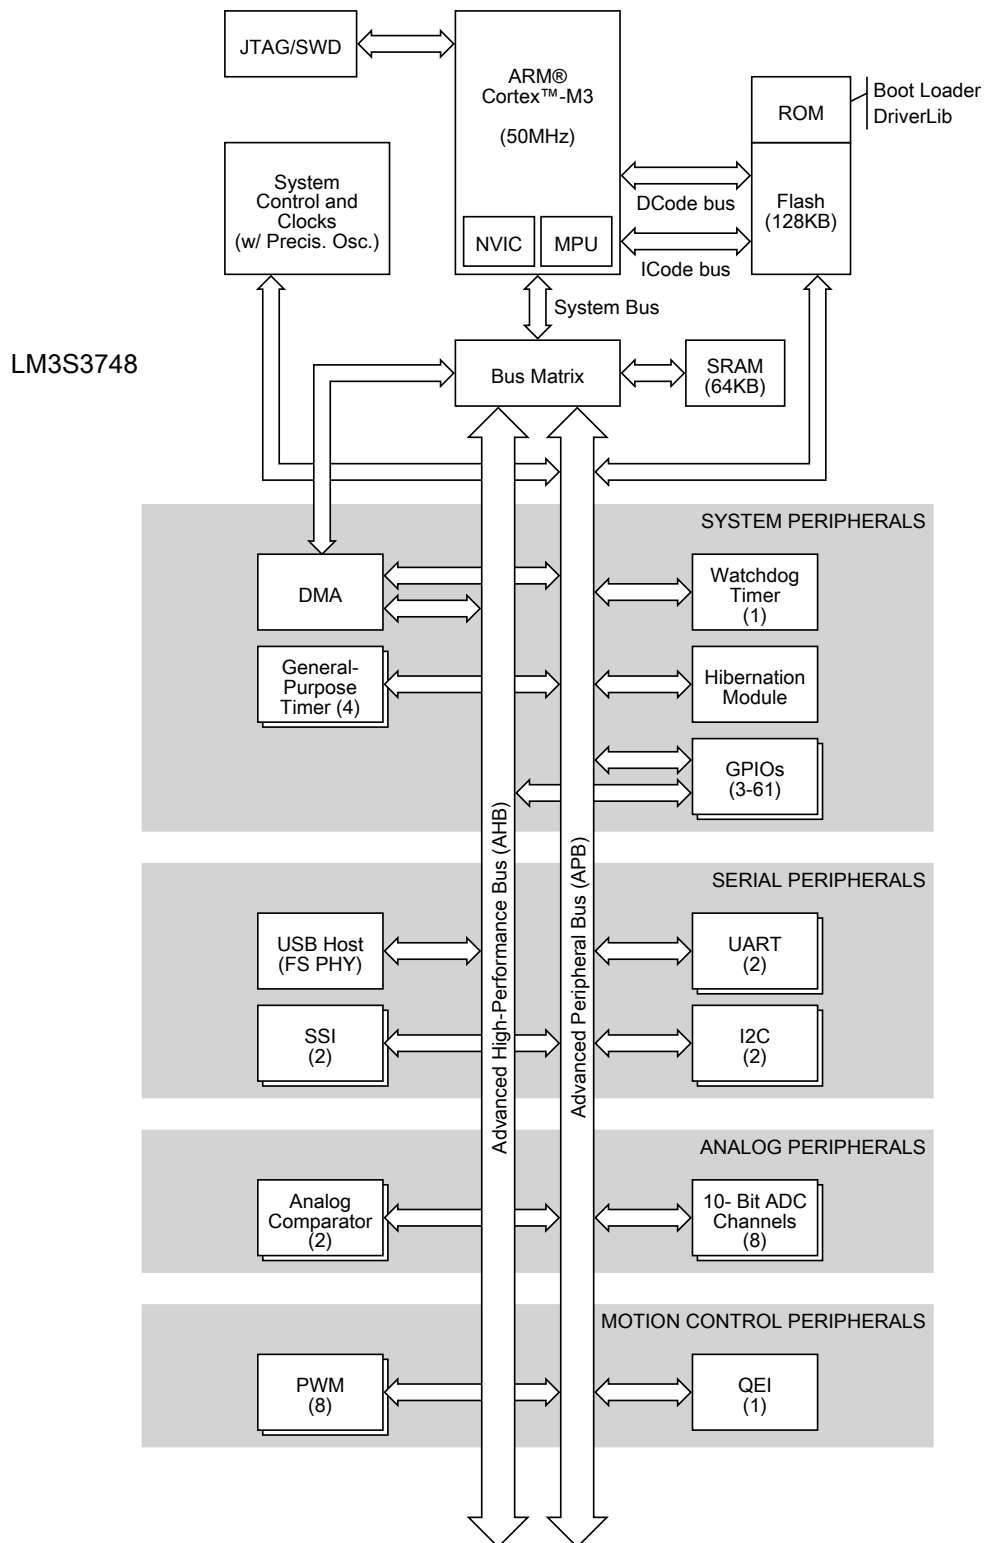 JTAG/SWD
ARM®
Cortex™-M3
(50MHz)
NVIC
MPU
ROM
Boot Loader
DriverLib
Flash
(128KB)
DCode bus
ICode bus
System
Control and
Clocks
(w/ Precis. Osc.)
System Bus
LM3S3748
Bus Matrix
SRAM
(64KB)
Advanced High-Performance Bus (AHB)
Advanced Peripheral Bus (APB)
SYSTEM PERIPHERALS
DMA
Watchdog
Timer
(1)
General-
Purpose
Timer (4)
Hibernation
Module
GPIOs
(3-61)
SERIAL PERIPHERALS
USB Host
(FS PHY)
UART
(2)
SSI
(2)
I2C
(2)
ANALOG PERIPHERALS
Analog
Comparator
(2)
10- Bit ADC
Channels
(8)
MOTION CONTROL PERIPHERALS
PWM
(8)
QEI
(1)